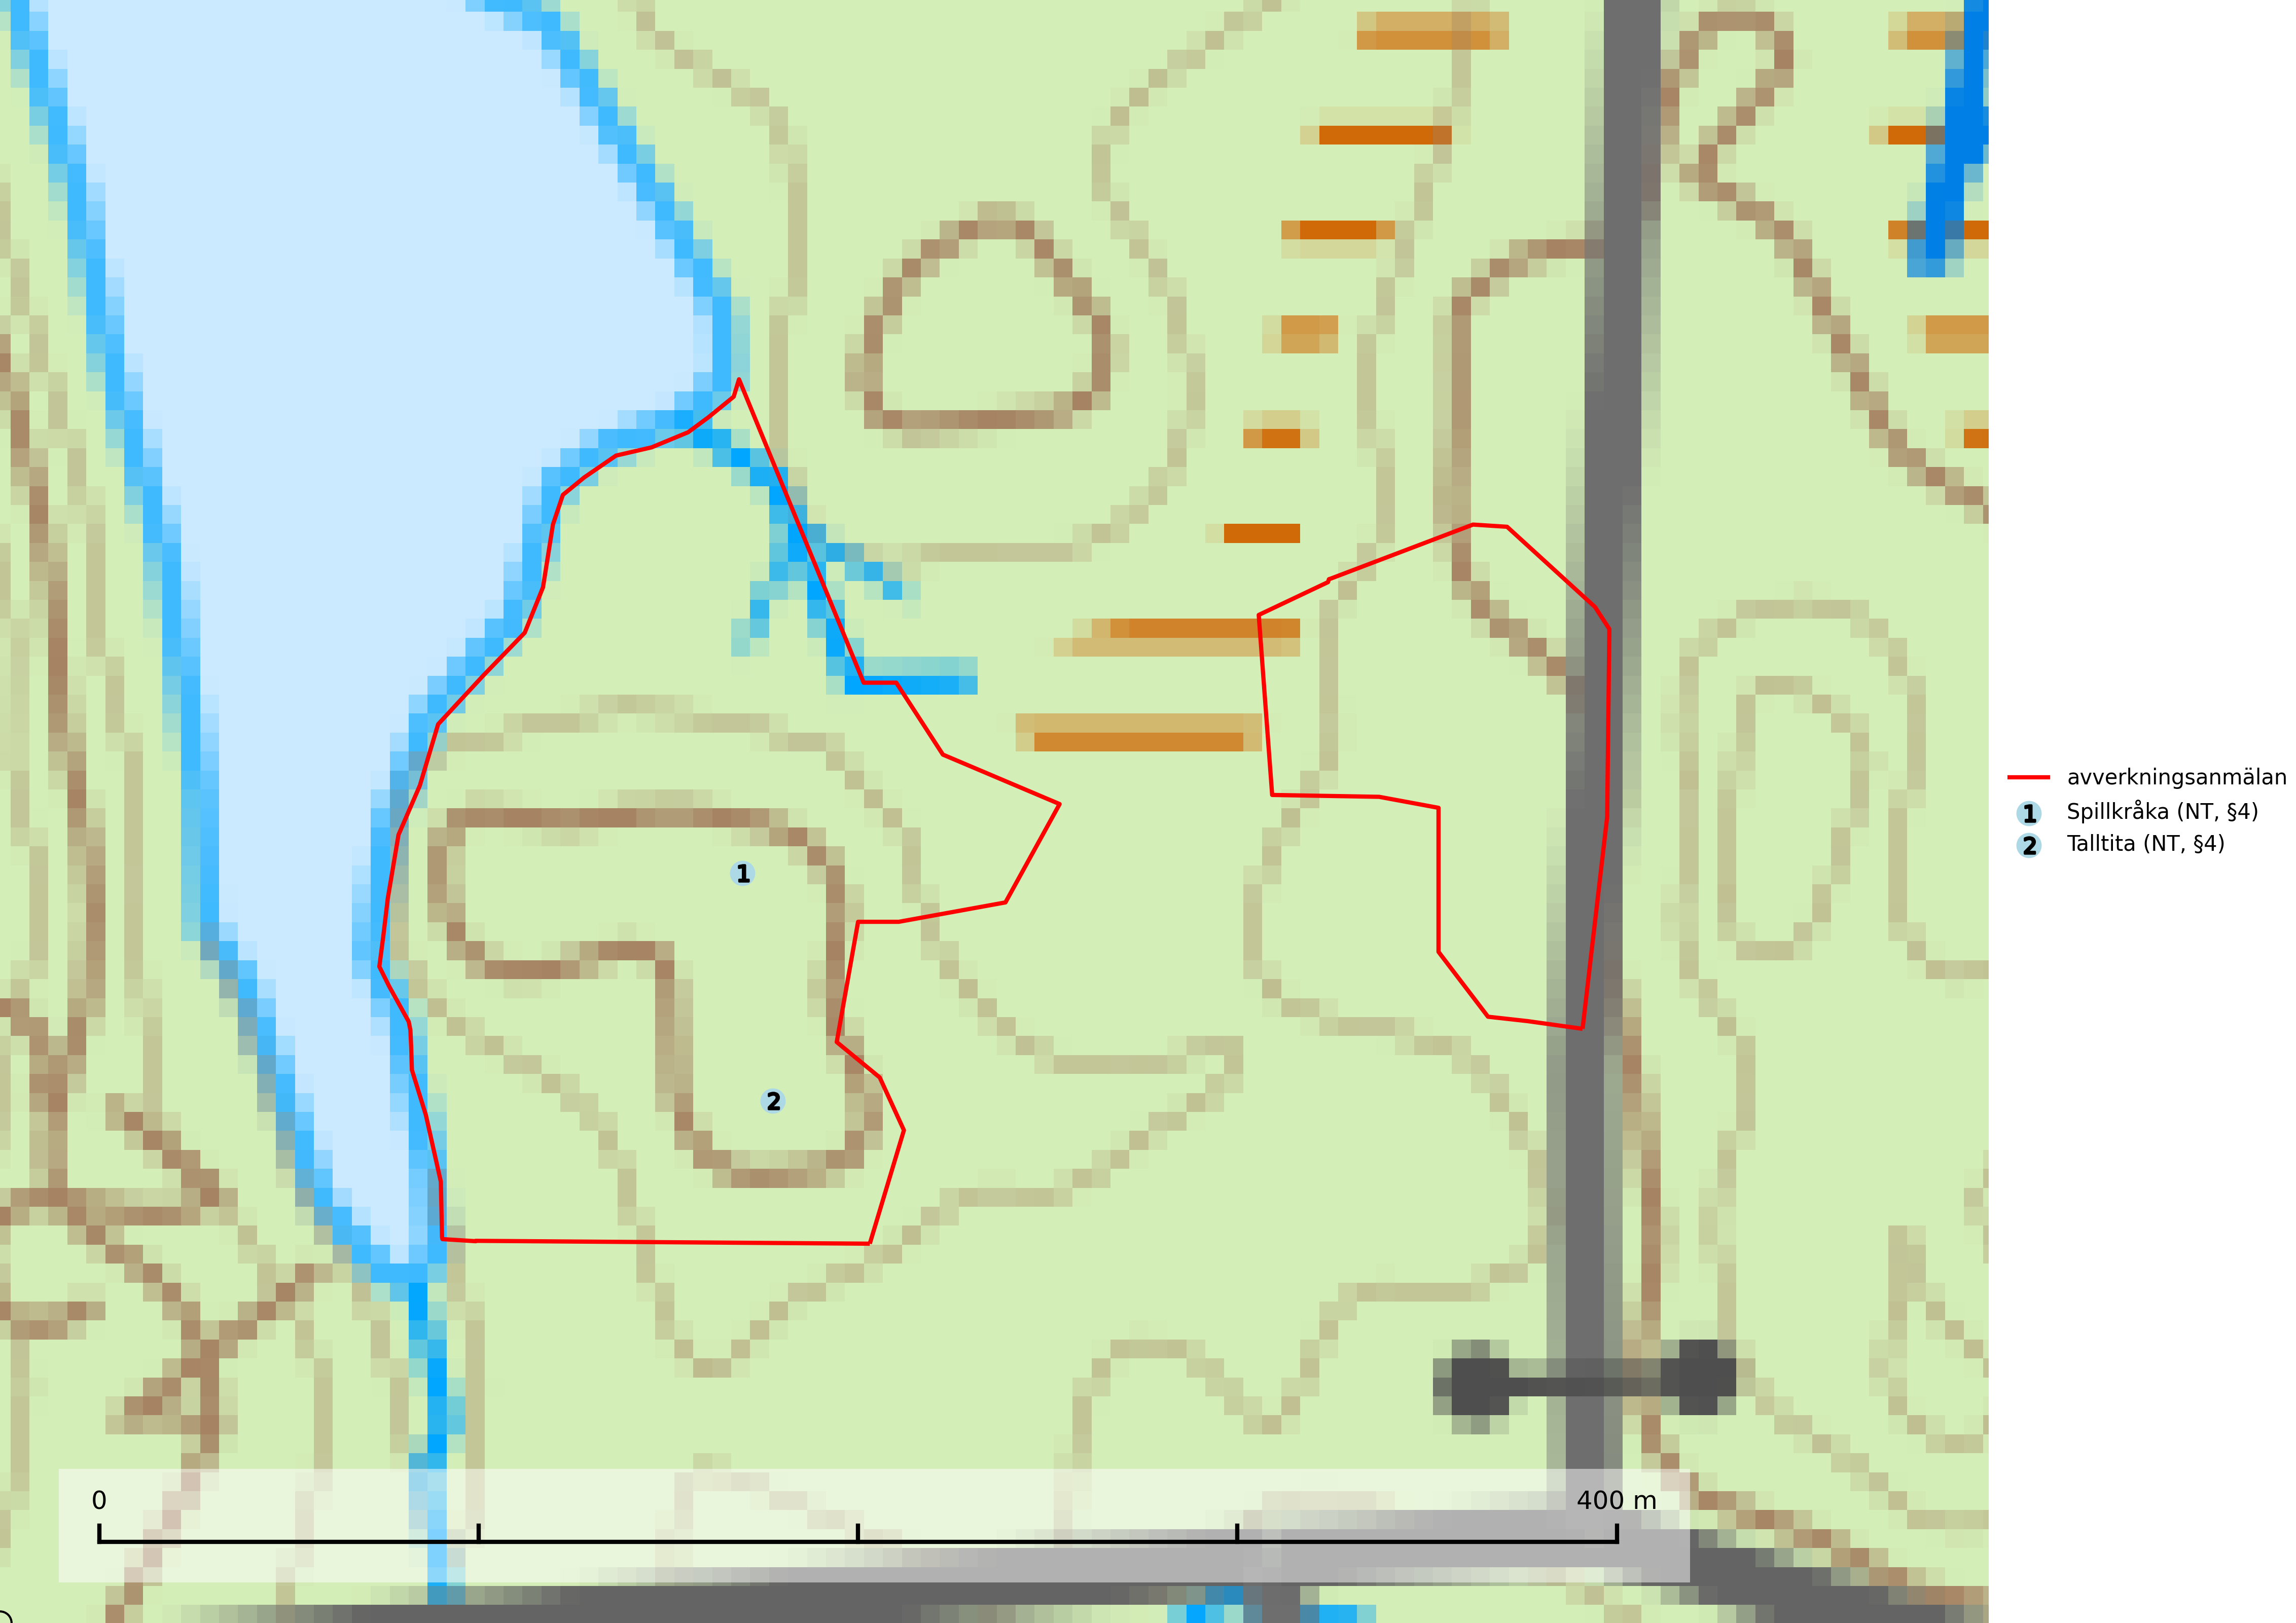 avverkningsanmälan
1 Spillkråka (NT, §4)
2 Talltita (NT, §4)
1
2
0 400 m